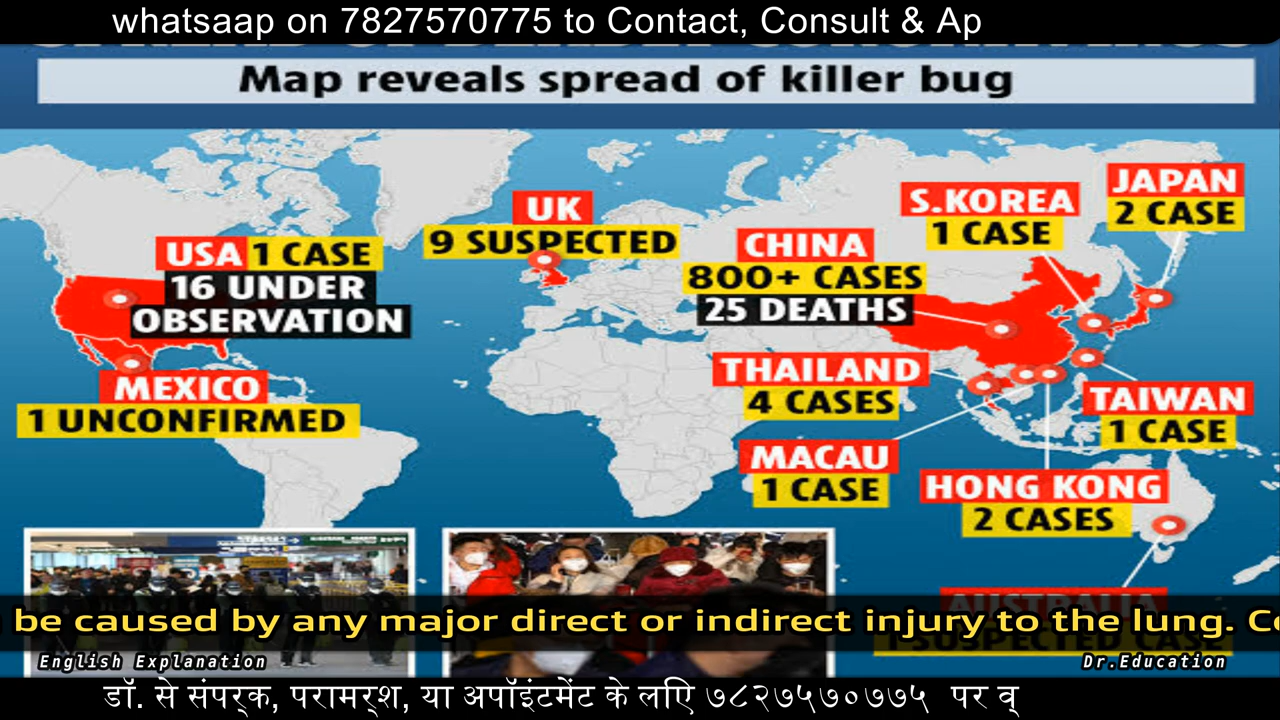 whatsaap on 7827570775 to Contact, Consult & Ap
Map reveals spread of killer bug
JAPAN
2 CASE
S.KOREA
1 CASE
UK
9 SUSPECTED
CHINA
800+ CASES
25 DEATHS
USA 1 CASE
16 UNDER
OBSERVATION
THAILAND
4 CASES
MEXICO
1 UNCONFIRMED
TAIWAN
1 CASE
MACAU
1 CASE
HONG KONG
2 CASES
AUSTRALIA
be caused by any major direct or indirect injury to the lung. Co
English Explanation
Dr.Education
डॉ. से संपर्क, परामर्श, या अपॉइंटमेंट के लिए ७८२७५७०७७५ पर व्